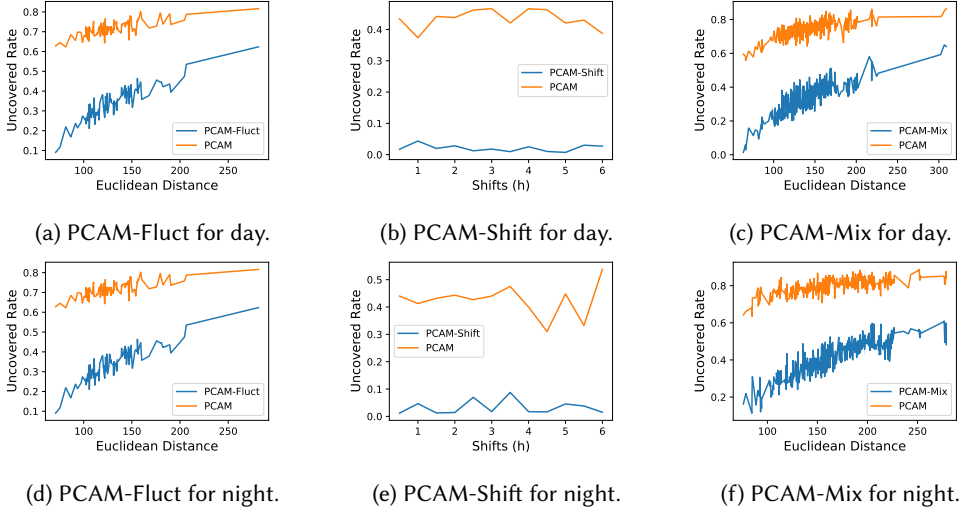 Uncovered Rate
0.8
0.7
0.6
0.5
0.4
0.3
0.2
0.1
PCAM-Fluct
PCAM
100 150 200 250
Euclidean Distance
(a) PCAM-Fluct for day.
Uncovered Rate
0.4
0.3
0.2
0.1
0.0
PCAM-Shift
PCAM
1 2 3 4 5 6
Shifts (h)
(b) PCAM-Shift for day.
Uncovered Rate
0.8
0.6
0.4
0.2
0.0
PCAM-Mix
PCAM
100 150 200 250 300
Euclidean Distance
(c) PCAM-Mix for day.
Uncovered Rate
0.8
0.7
0.6
0.5
0.4
0.3
0.2
0.1
PCAM-Fluct
PCAM
100 150 200 250
Euclidean Distance
(d) PCAM-Fluct for night.
Uncovered Rate
0.5
0.4
0.3
0.2
0.1
0.0
PCAM-Shift
PCAM
1 2 3 4 5 6
Shifts (h)
(e) PCAM-Shift for night.
Uncovered Rate
0.8
0.6
0.4
0.2
PCAM-Mix
PCAM
100 150 200 250
Euclidean Distance
(f) PCAM-Mix for night.